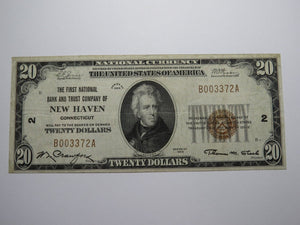 NATIONAL CURRENCY
THE UNITED STATES OF AMERICA
20
20
THE FIRST NATIONAL
BANK AND TRUST COMPANY OF
NEW HAVEN
CONNECTICUT
WILL PAY TO THE BEARER ON DEMAND
TWENTY DOLLARS
B003372A
2
2
B003372A
20
TWENTY DOLLARS
20